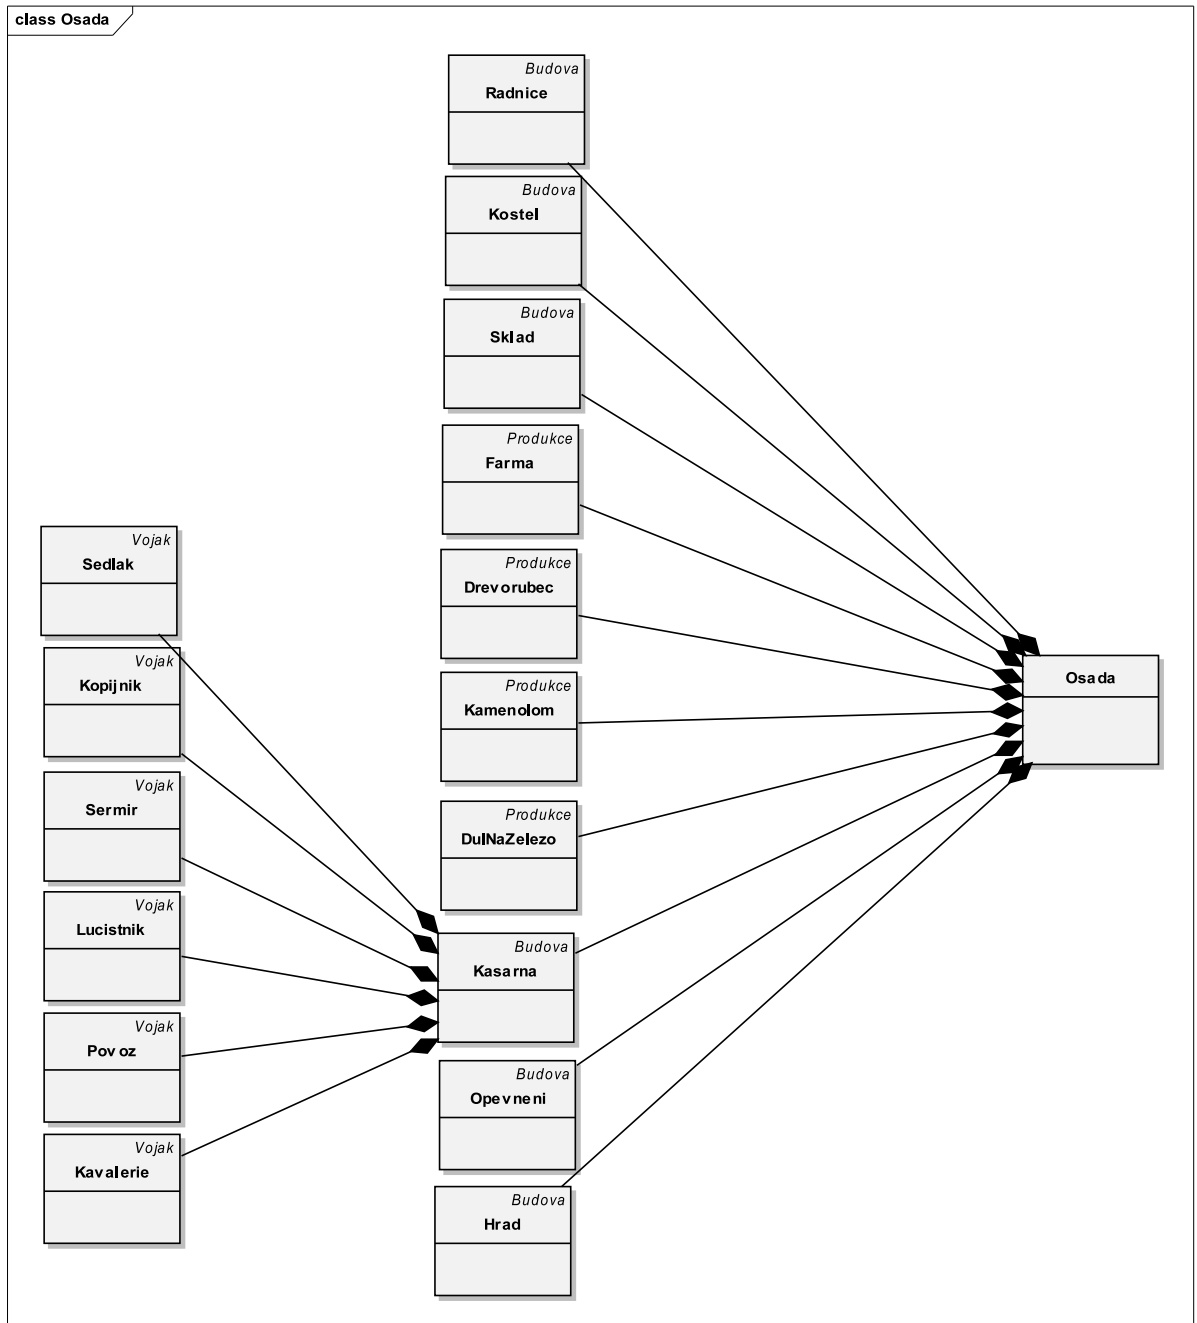 class Osada
Budova
Radnice
Budova
Kostel
Budova
Sklad
Produkce
Farma
Vojak
Sedlak
Produkce
Drevorubec
Vojak
Kopijnik
Produkce
Kamenolom
Osada
Vojak
Sermir
Produkce
DulNaZelezo
Vojak
Lucistnik
Budova
Kasarna
Vojak
Povoz
Budova
Opevneni
Vojak
Kavalerie
Budova
Hrad